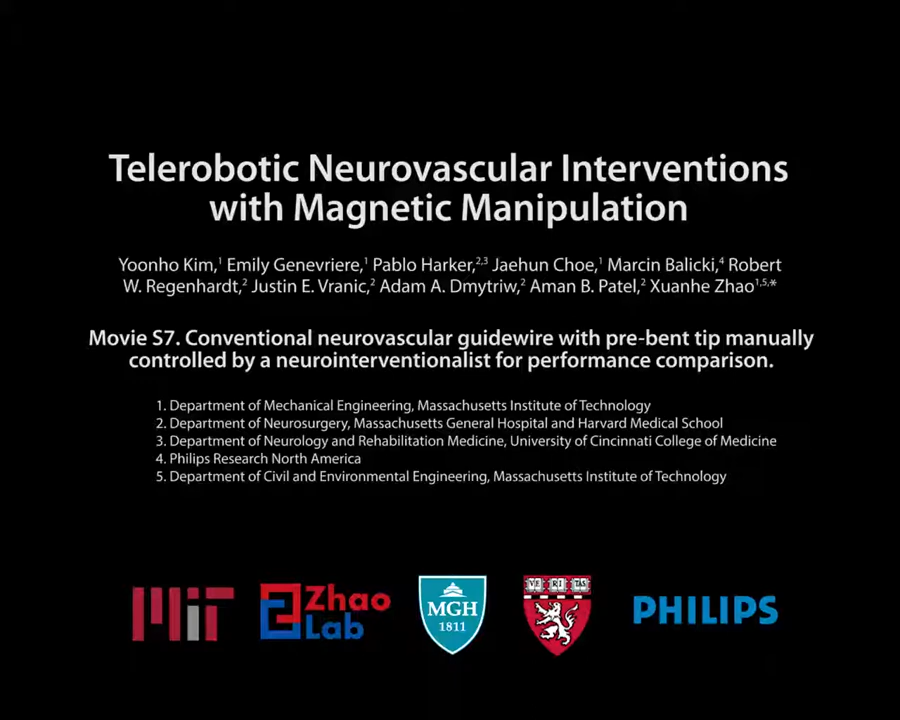 Telerobotic Neurovascular Interventions
with Magnetic Manipulation
Yoonho Kim,¹ Emily Genevriere,¹ Pablo Harker,²,³ Jaehun Choe,¹ Marcin Balicki,⁴ Robert
W. Regenhardt,² Justin E. Vranic,² Adam A. Dmytriw,² Aman B. Patel,² Xuanhe Zhao¹,⁵,*
Movie S7. Conventional neurovascular guidewire with pre-bent tip manually
controlled by a neurointerventionalist for performance comparison.
1. Department of Mechanical Engineering, Massachusetts Institute of Technology
2. Department of Neurosurgery, Massachusetts General Hospital and Harvard Medical School
3. Department of Neurology and Rehabilitation Medicine, University of Cincinnati College of Medicine
4. Philips Research North America
5. Department of Civil and Environmental Engineering, Massachusetts Institute of Technology
MIT
Zhao
Lab
MGH
1811
VE RI TAS
PHILIPS